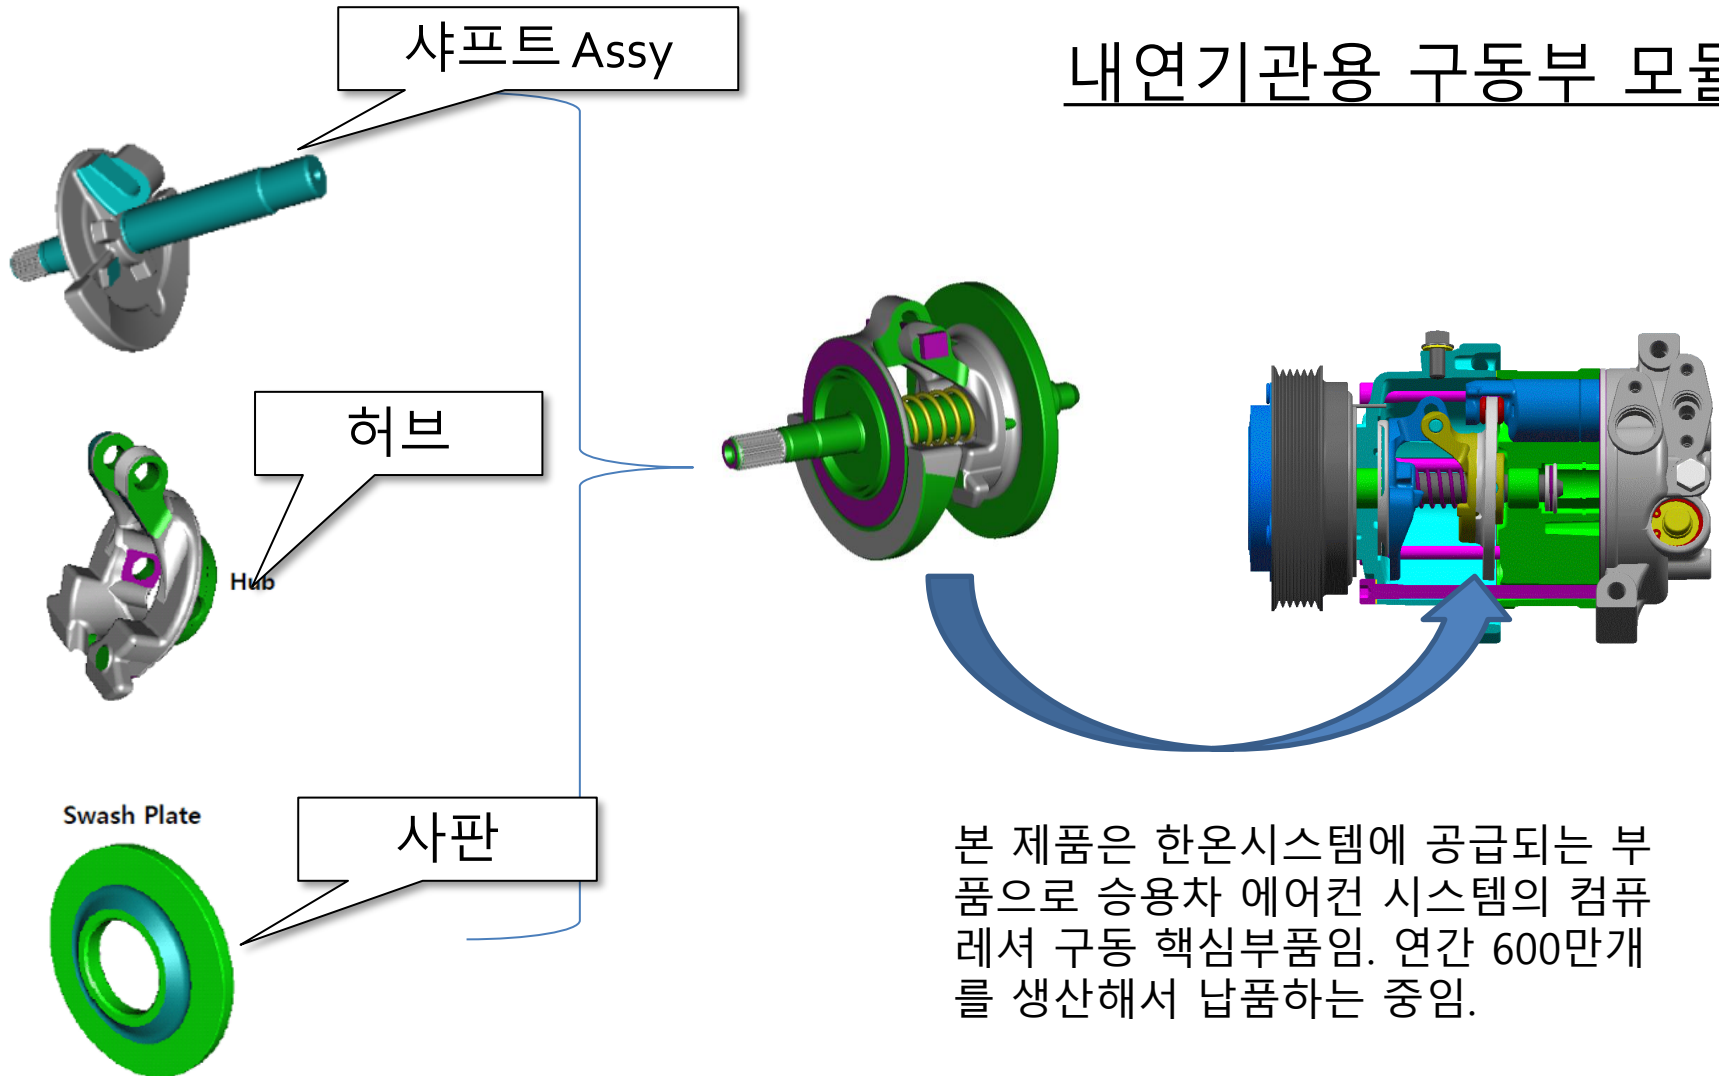 샤프트 Assy
내연기관용 구동부 모듈
허브
Hub
Swash Plate
사판
본 제품은 한온시스템에 공급되는 부
품으로 승용차 에어컨 시스템의 컴퓨
레셔 구동 핵심부품임. 연간 600만개
를 생산해서 납품하는 중임.